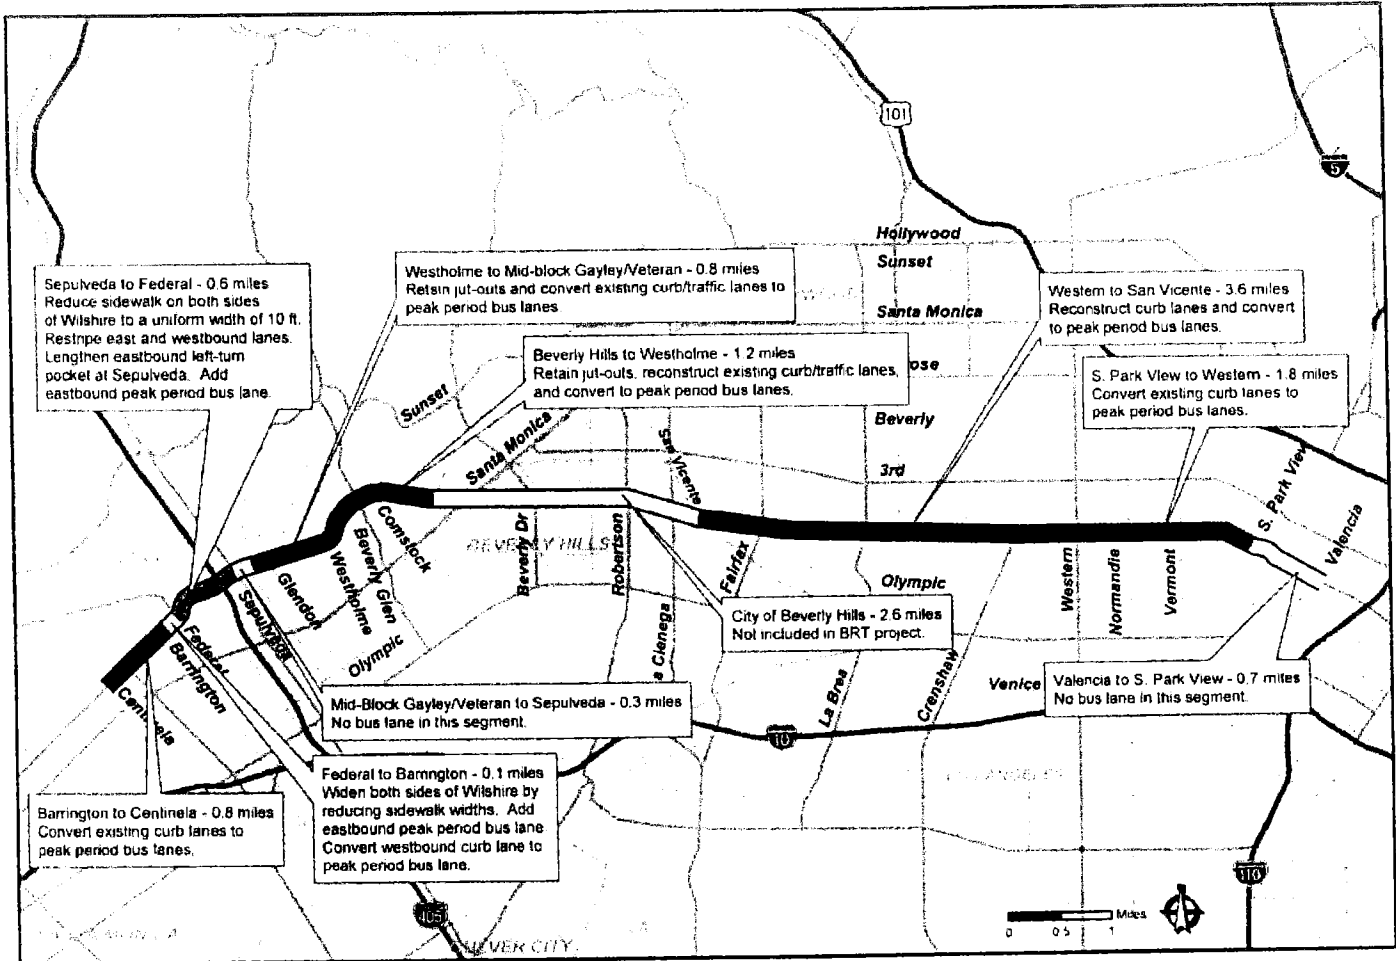 101
5
Hollywood
Sunset
Santa Monica
Sepulveda to Federal - 0.6 miles
Reduce sidewalk on both sides
of Wilshire to a uniform width of 10 ft.
Restripe east and westbound lanes.
Lengthen eastbound left-turn
pocket at Sepulveda. Add
eastbound peak period bus lane
Westholme to Mid-block Gayley/Veteran - 0.8 miles
Retain jut-outs and convert existing curb/traffic lanes to
peak period bus lanes.
Western to San Vicente - 3.6 miles
Reconstruct curb lanes and convert
to peak period bus lanes.
Beverly Hills to Westholme - 1.2 miles
Retain jut-outs, reconstruct existing curb/traffic lanes,
and convert to peak period bus lanes.
ose
S. Park View to Western - 1.8 miles
Convert existing curb lanes to
peak period bus lanes.
Sunset
Santa Monica
San Vicente
Beverly
3rd
S. Park View
Valencia
Comstock
Beverly Glen
Westholme
Glendon
Sepulveda
Federal
Barrington
Centinela
Olympic
BEVERLY HILLS
Beverly Dr
Robertson
a Cienega
Fairfax
Olympic
Western
Normandie
Vermont
City of Beverly Hills - 2.6 miles
Not included in BRT project.
La Brea
Crenshaw
Venice
Valencia to S. Park View - 0.7 miles
No bus lane in this segment.
Mid-Block Gayley/Veteran to Sepulveda - 0.3 miles
No bus lane in this segment.
10
LOS ANGELES
Federal to Barrington - 0.1 miles
Widen both sides of Wilshire by
reducing sidewalk widths. Add
eastbound peak period bus lane
Convert westbound curb lane to
peak period bus lane.
Barrington to Centinela - 0.8 miles
Convert existing curb lanes to
peak period bus lanes.
110
405
CULVER CITY
Miles
0 0.5 1